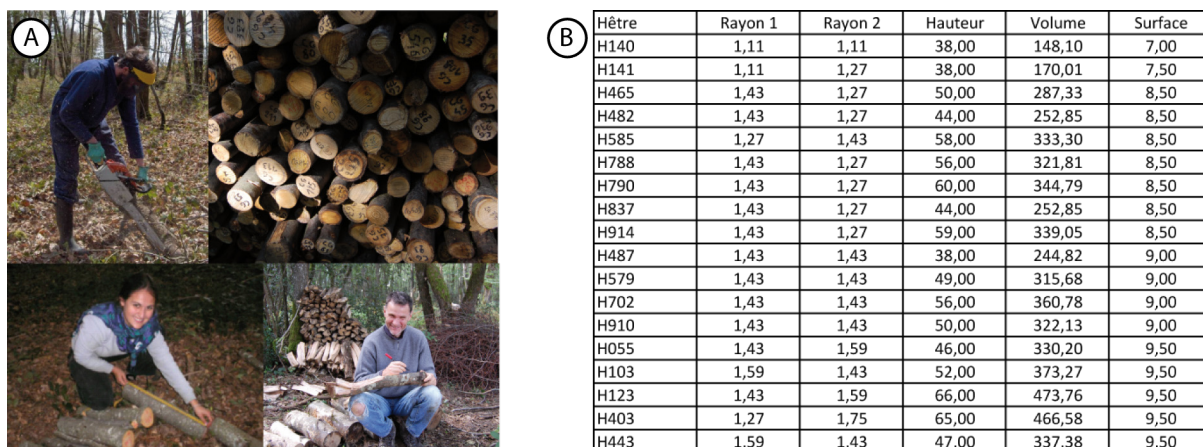 A
B
Hêtre Rayon 1 Rayon 2 Hauteur Volume Surface
H140 1,11 1,11 38,00 148,10 7,00
H141 1,11 1,27 38,00 170,01 7,50
H465 1,43 1,27 50,00 287,33 8,50
H482 1,43 1,27 44,00 252,85 8,50
H585 1,27 1,43 58,00 333,30 8,50
H788 1,43 1,27 56,00 321,81 8,50
H790 1,43 1,27 60,00 344,79 8,50
H837 1,43 1,27 44,00 252,85 8,50
H914 1,43 1,27 59,00 339,05 8,50
H487 1,43 1,43 38,00 244,82 9,00
H579 1,43 1,43 49,00 315,68 9,00
H702 1,43 1,43 56,00 360,78 9,00
H910 1,43 1,43 50,00 322,13 9,00
H055 1,43 1,59 46,00 330,20 9,50
H103 1,59 1,43 52,00 373,27 9,50
H123 1,43 1,59 66,00 473,76 9,50
H403 1,27 1,75 65,00 466,58 9,50
H443 1,59 1,43 47,00 337,38 9,50